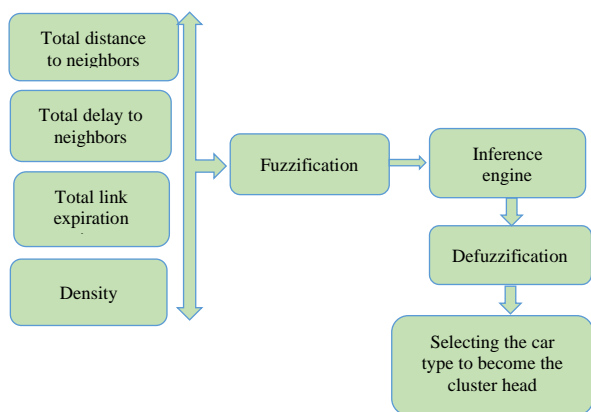 Total distance
to neighbors
Total delay to
neighbors
Total link
expiration
Density
Fuzzification
Inference
engine
Defuzzification
Selecting the car
type to become the
cluster head